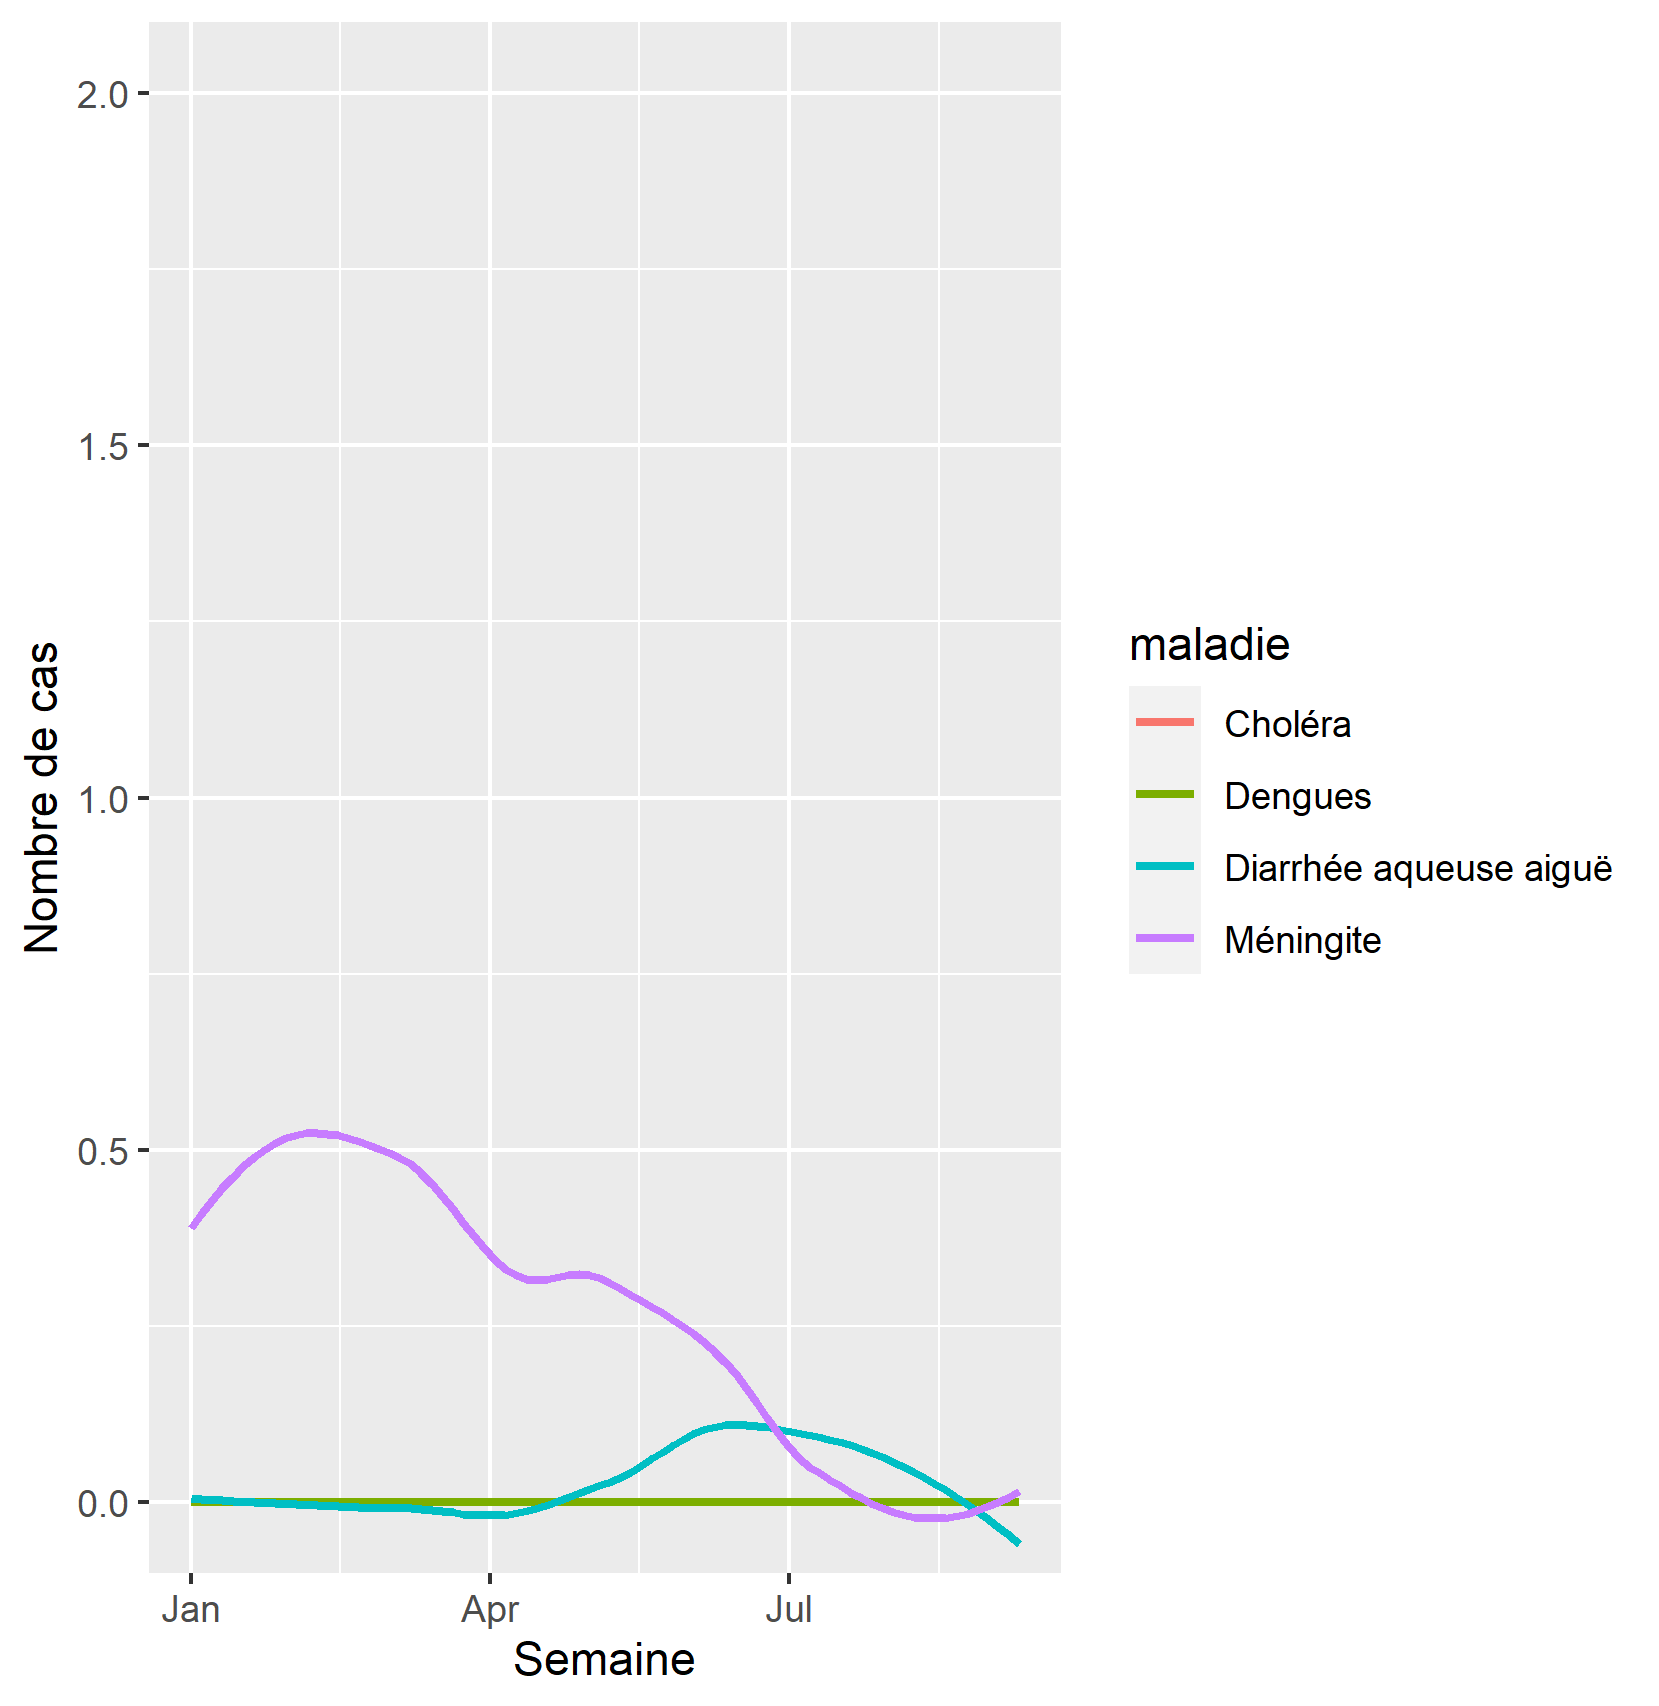 2.0
1.5
1.0
0.5
0.0
Nombre de cas
Jan
Apr
Jul
Semaine
maladie
Choléra
Dengues
Diarrhée aqueuse aiguë
Méningite